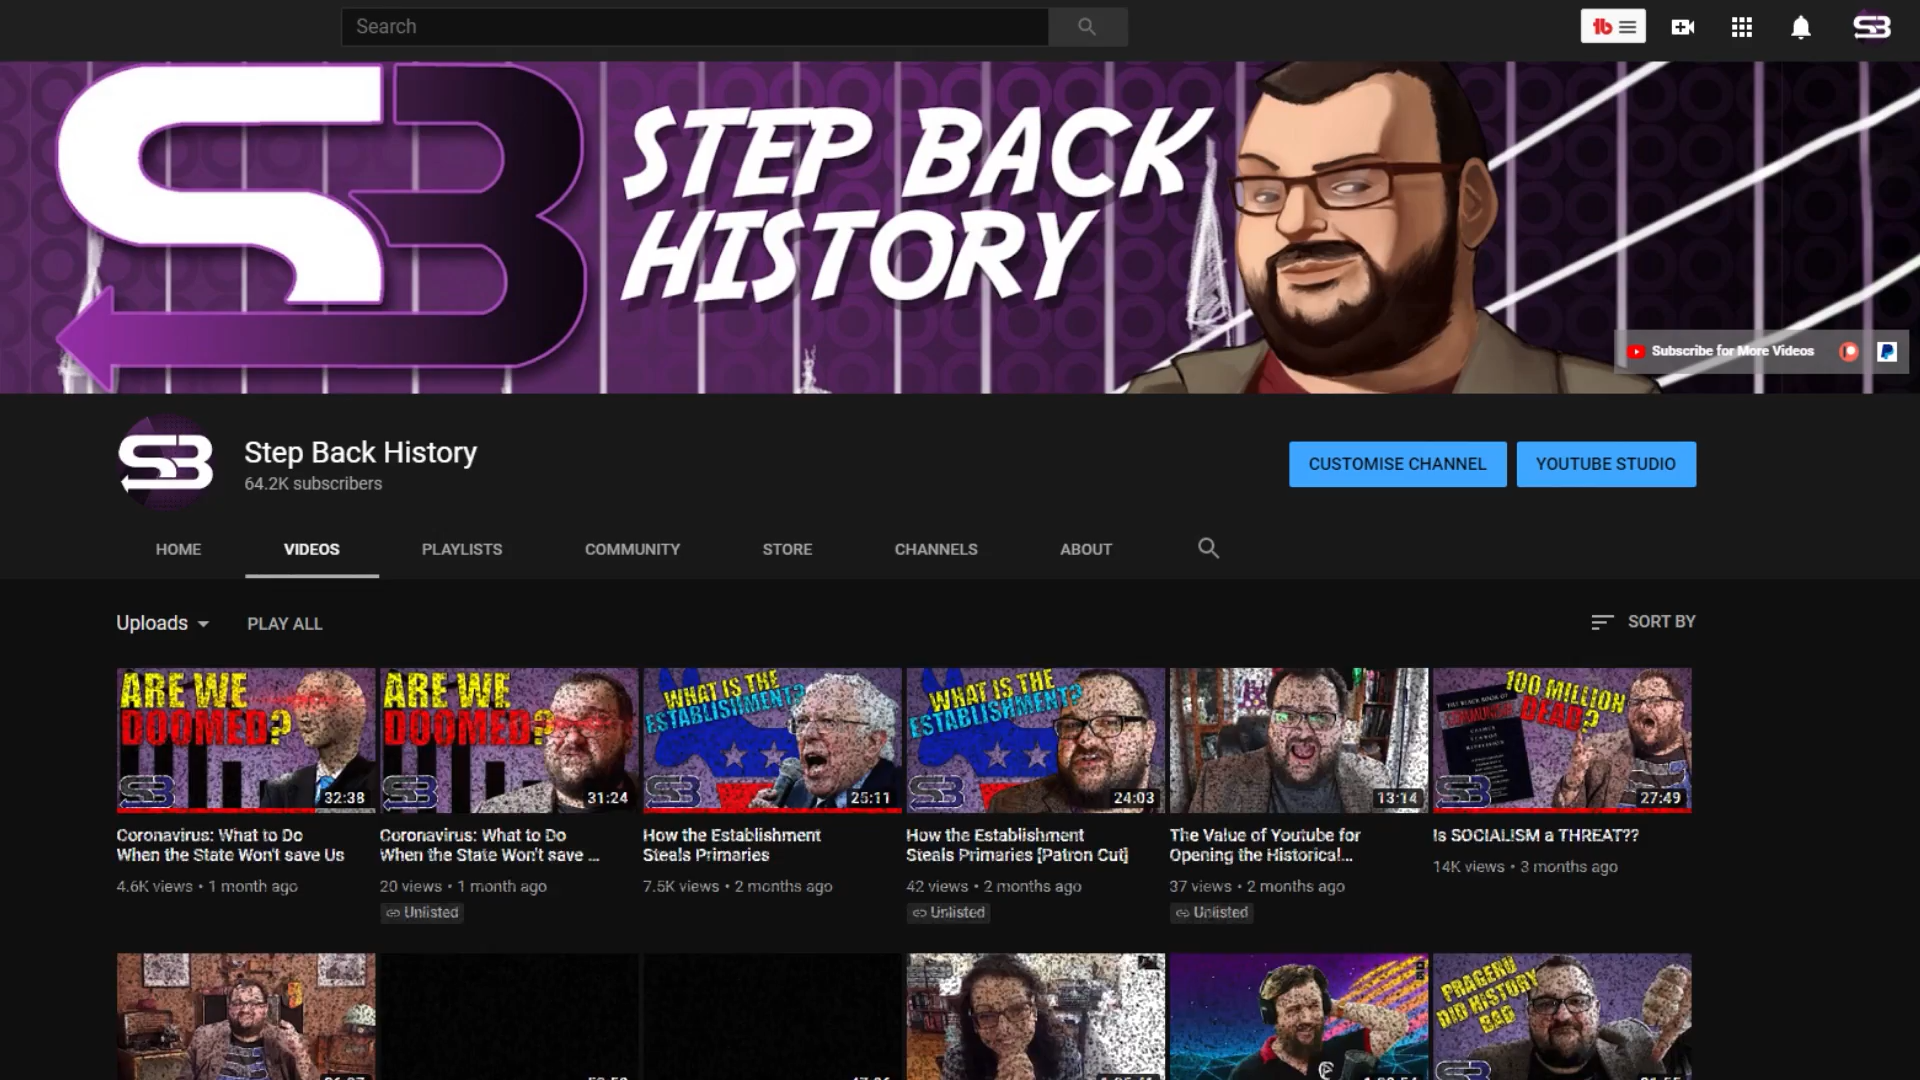 Search
STEP BACK
HISTORY
Subscribe for More Videos
Step Back History
64.2K subscribers
CUSTOMISE CHANNEL
YOUTUBE STUDIO
HOME
VIDEOS
PLAYLISTS
COMMUNITY
STORE
CHANNELS
ABOUT
Uploads
PLAY ALL
SORT BY
ARE WE
DOOMED?
32:38
ARE WE
DOOMED?
31:24
WHAT IS THE
ESTABLISHMENT?
25:11
WHAT IS THE
ESTABLISHMENT?
24:03
13:14
100 MILLION
DEAD?
27:49
Coronavirus: What to Do
When the State Won't save Us
4.6K views • 1 month ago
Coronavirus: What to Do
When the State Won't save ...
20 views • 1 month ago
Unlisted
How the Establishment
Steals Primaries
7.5K views • 2 months ago
How the Establishment
Steals Primaries [Patron Cut]
42 views • 2 months ago
Unlisted
The Value of Youtube for
Opening the Historical...
37 views • 2 months ago
Unlisted
Is SOCIALISM a THREAT??
14K views • 3 months ago
PRAGERU
DID HISTORY
BAD